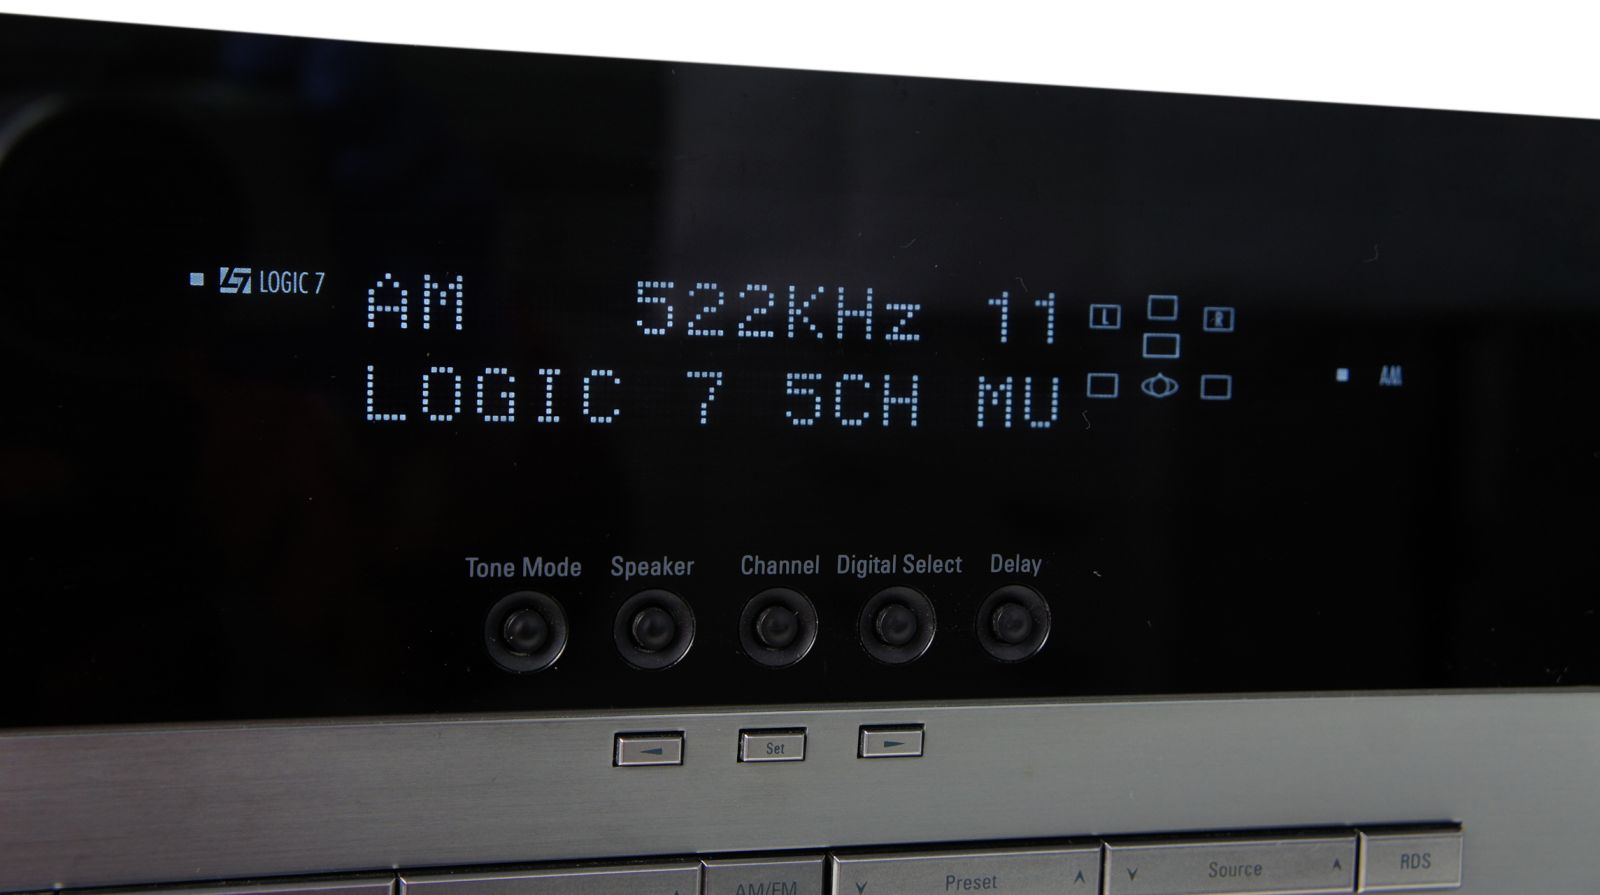 LOGIC 7
AM 522KHz 11
L R
LOGIC 7 5CH MU
AM
Tone Mode Speaker Channel Digital Select Delay
Set
AM/FM Preset Source RDS